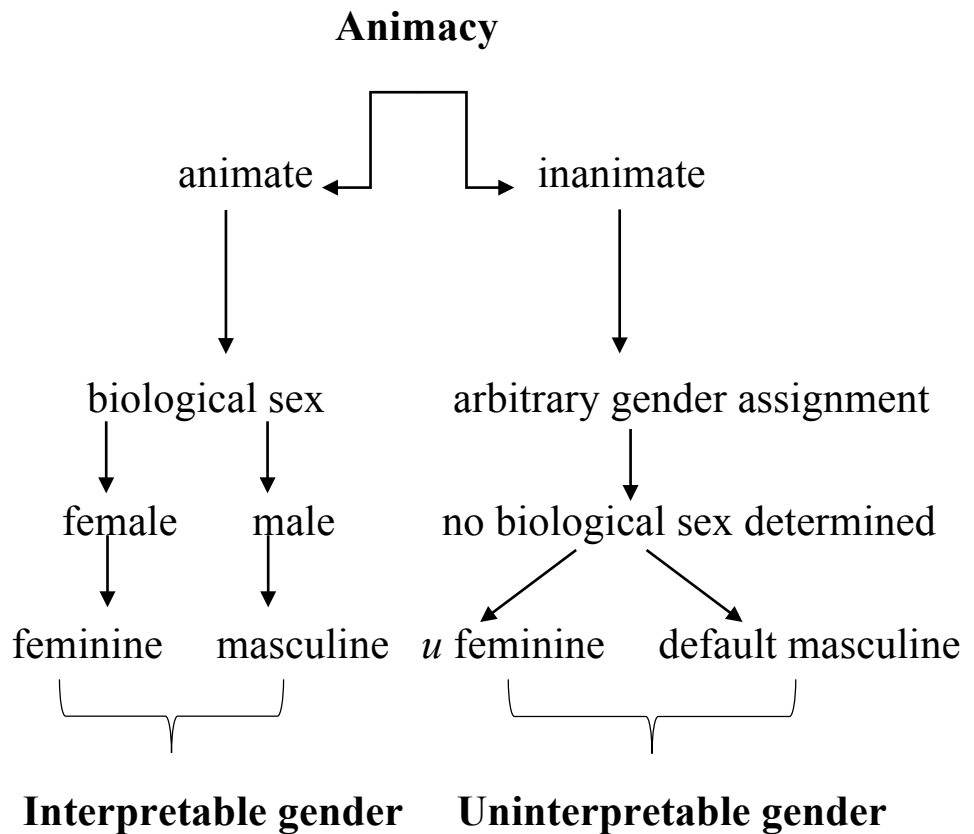 Animacy
animate inanimate
biological sex arbitrary gender assignment
female male no biological sex determined
feminine masculine u feminine default masculine
Interpretable gender Uninterpretable gender